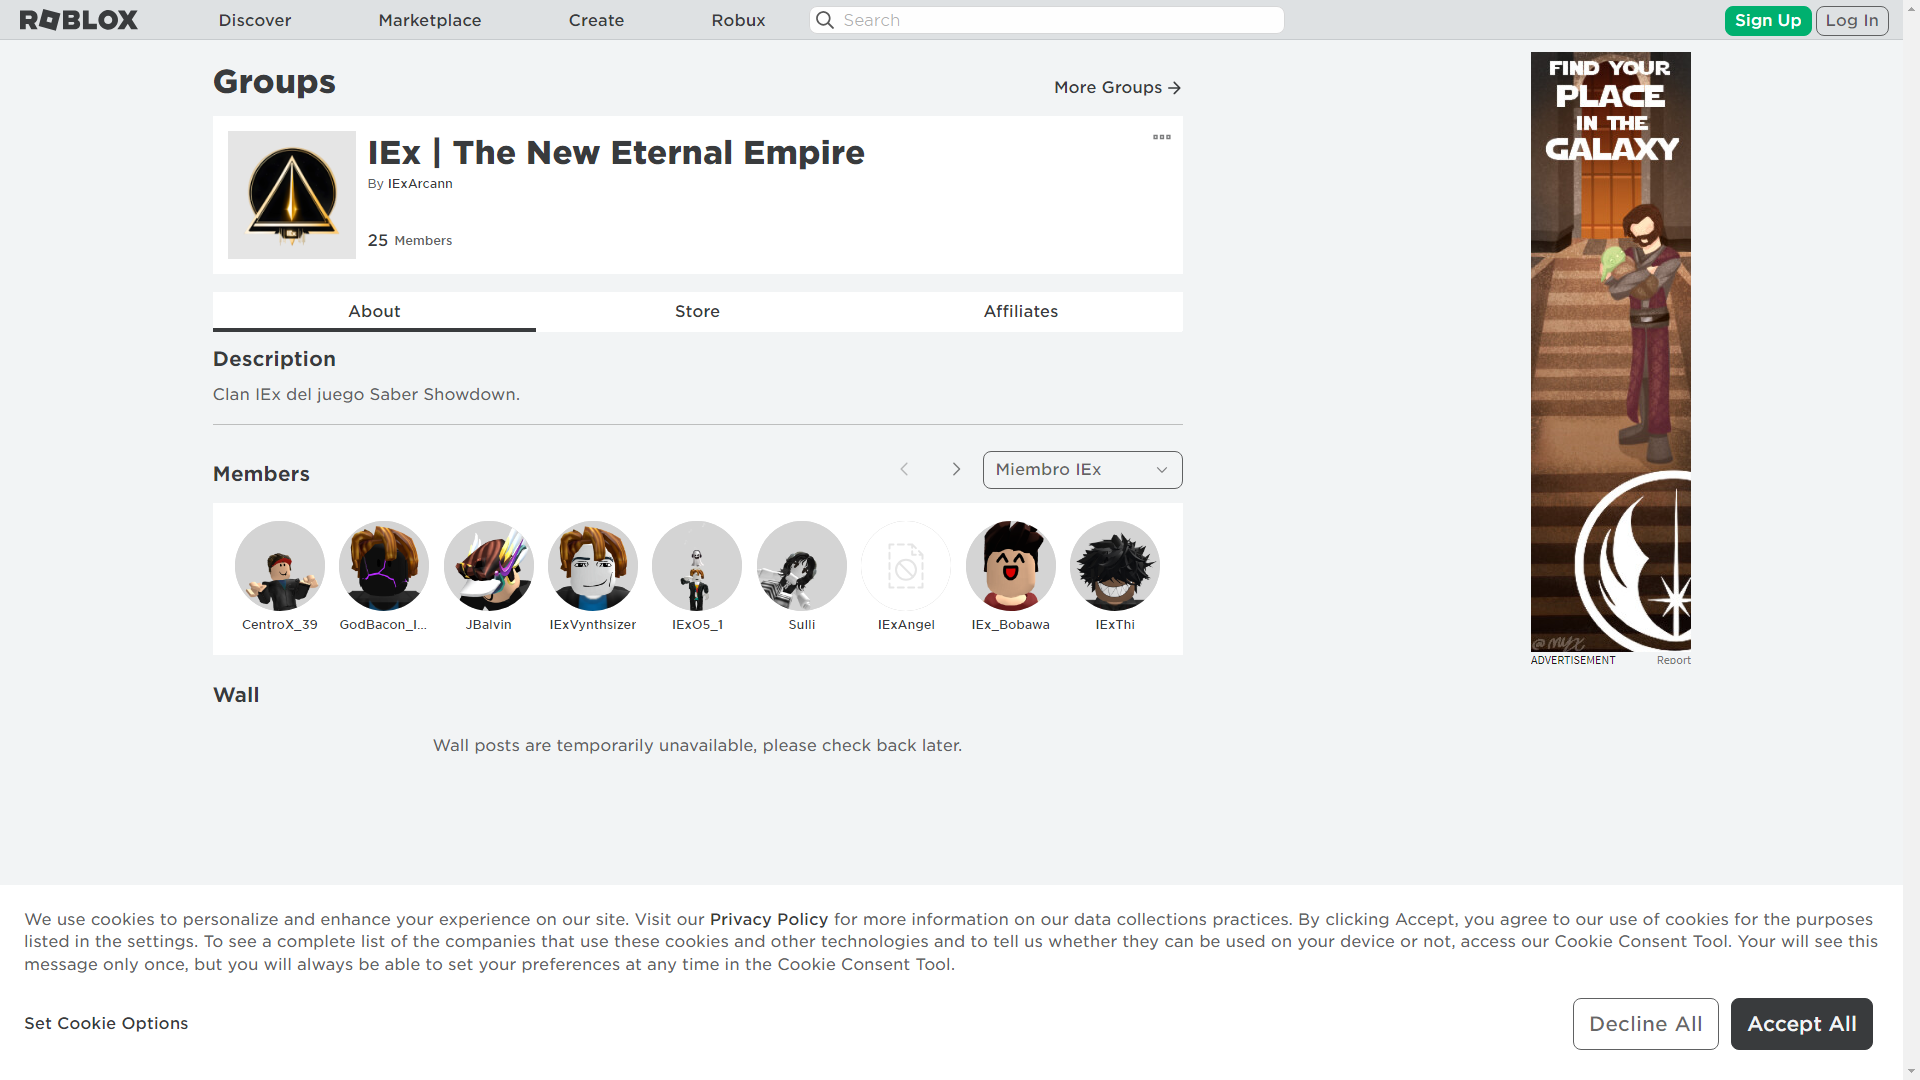 ROBLOX Discover Marketplace Create Robux Search Sign Up Log In
Groups
More Groups
IEx | The New Eternal Empire
By IExArcann
25 Members
About Store Affiliates
Description
Clan IEx del juego Saber Showdown.
Members
Miembro IEx
CentroX_39 GodBacon_I... JBalvin IExVynthsizer IExO5_1 Sulli IExAngel IEx_Bobawa IExThi
Wall
Wall posts are temporarily unavailable, please check back later.
FIND YOUR
PLACE
IN THE
GALAXY
@myx
ADVERTISEMENT Report
We use cookies to personalize and enhance your experience on our site. Visit our Privacy Policy for more information on our data collections practices. By clicking Accept, you agree to our use of cookies for the purposes
listed in the settings. To see a complete list of the companies that use these cookies and other technologies and to tell us whether they can be used on your device or not, access our Cookie Consent Tool. Your will see this
message only once, but you will always be able to set your preferences at any time in the Cookie Consent Tool.
Set Cookie Options
Decline All
Accept All